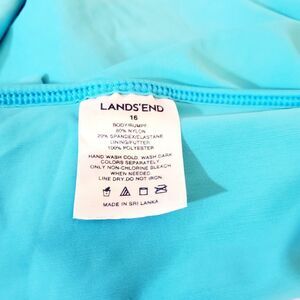 LANDS' END
16
BODY/RUMPF
80% NYLON
20% SPANDEX/ELASTANE
LINING/FUTTER
100% POLYESTER
HAND WASH COLD. WASH DARK
COLORS SEPARATELY
ONLY NON-CHLORINE BLEACH
WHEN NEEDED
LINE DRY DO NOT IRON
MADE IN SRI LANKA